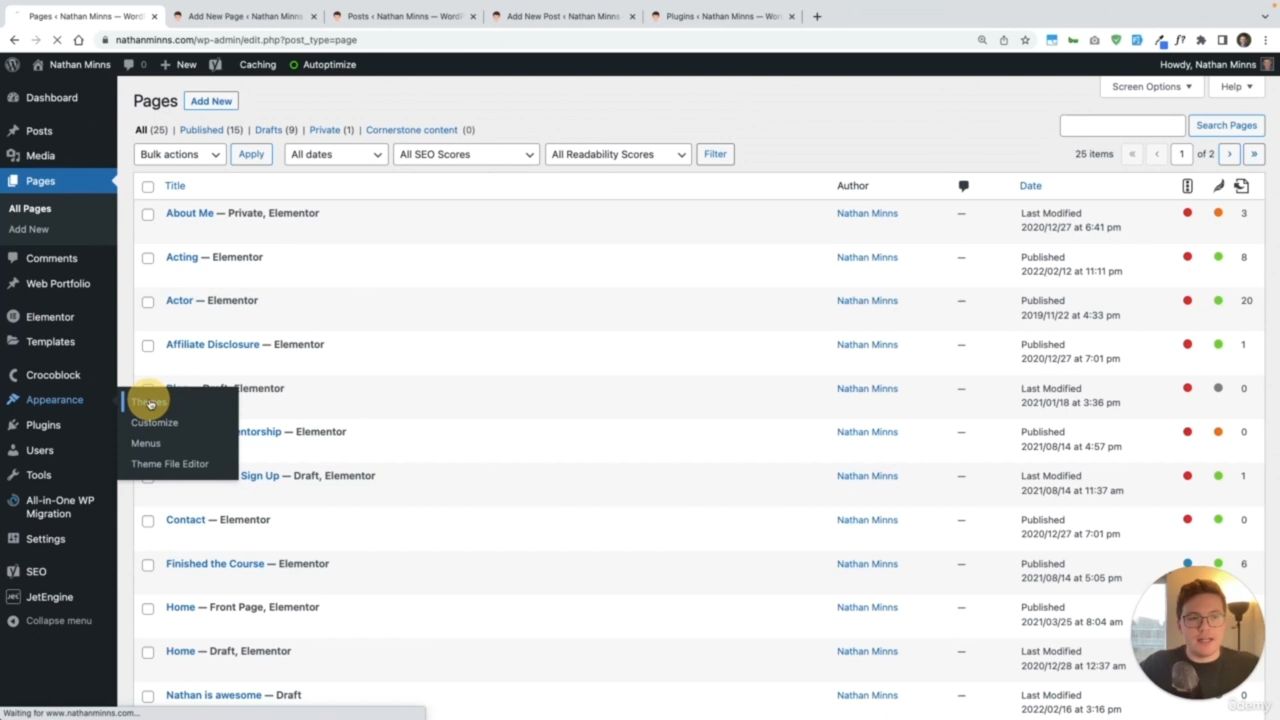 Pages ‹ Nathan Minns — Word
Add New Page ‹ Nathan Minns
Posts ‹ Nathan Minns — WordP
Add New Post ‹ Nathan Minns
Plugins ‹ Nathan Minns — Wor
nathanminns.com/wp-admin/edit.php?post_type=page
Nathan Minns
0
New
Caching
Autoptimize
Howdy, Nathan Minns
Dashboard
Posts
Media
Pages
All Pages
Add New
Comments
Web Portfolio
Elementor
Templates
Crocoblock
Appearance
Plugins
Users
Tools
All-in-One WP
Migration
Settings
SEO
JetEngine
Collapse menu
Themes
Customize
Menus
Theme File Editor
Pages
Add New
Screen Options ▼
Help ▼
All (25) | Published (15) | Drafts (9) | Private (1) | Cornerstone content (0)
Search Pages
Bulk actions
Apply
All dates
All SEO Scores
All Readability Scores
Filter
25 items « ‹ 1 of 2 › »
Title Author Date
About Me — Private, Elementor Nathan Minns — Last Modified 3
2020/12/27 at 6:41 pm
Acting — Elementor Nathan Minns — Published 8
2022/02/12 at 11:11 pm
Actor — Elementor Nathan Minns — Published 20
2019/11/22 at 4:33 pm
Affiliate Disclosure — Elementor Nathan Minns — Published 1
2020/12/27 at 7:01 pm
Draft, Elementor Nathan Minns — Last Modified 0
2021/01/18 at 3:36 pm
entorship — Elementor Nathan Minns — Published 0
2021/08/14 at 4:57 pm
Sign Up — Draft, Elementor Nathan Minns — Last Modified 1
2021/08/14 at 11:37 am
Contact — Elementor Nathan Minns — Published 0
2020/12/27 at 7:01 pm
Finished the Course — Elementor Nathan Minns — Published 6
2021/08/14 at 5:05 pm
Home — Front Page, Elementor Nathan Minns — Published
2021/03/25 at 8:04 am
Home — Draft, Elementor Nathan Minns — Last Modified
2020/12/28 at 12:37 am
Nathan is awesome — Draft Nathan Minns — Last Modified 0
2022/02/16 at 3:16 pm
Waiting for www.nathanminns.com...
ûdemy